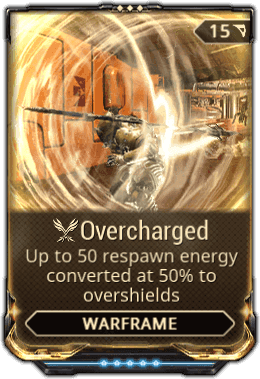 15
Overcharged
Up to 50 respawn energy
converted at 50% to
overshields
WARFRAME